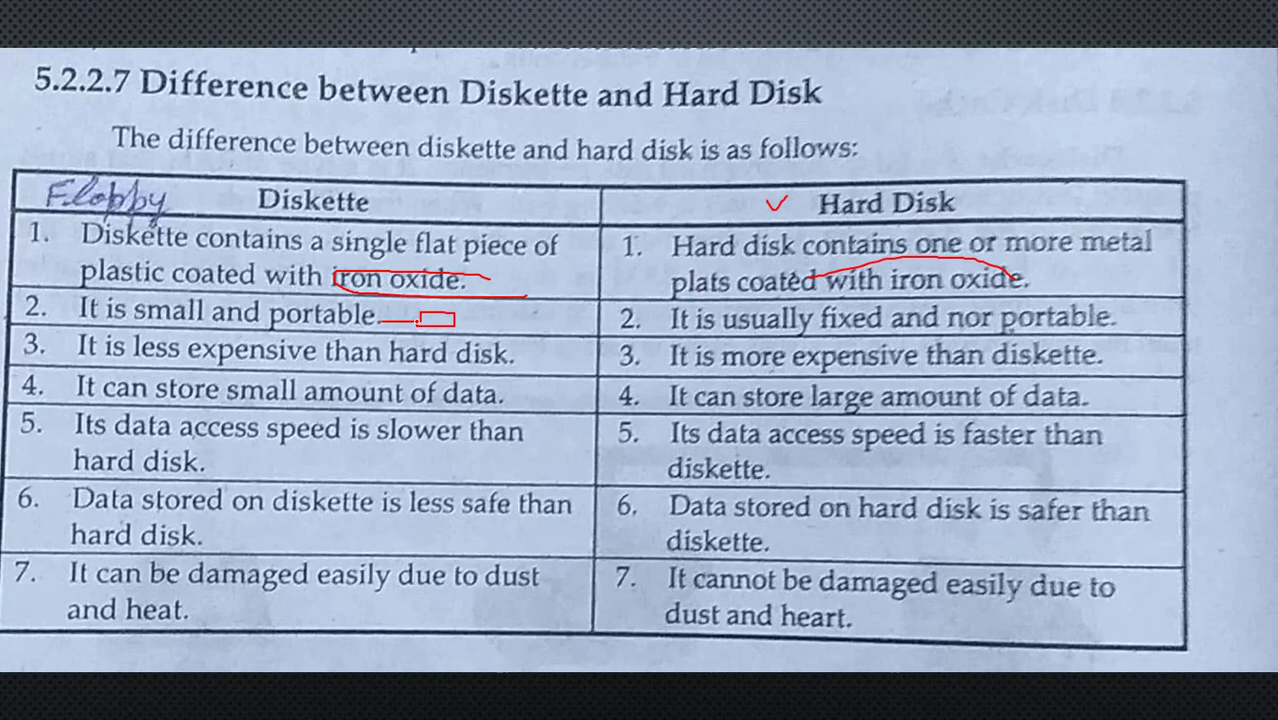 5.2.2.7 Difference between Diskette and Hard Disk
The difference between diskette and hard disk is as follows:
Floppy Diskette
Hard Disk
1. Diskette contains a single flat piece of
plastic coated with iron oxide.
1. Hard disk contains one or more metal
plats coated with iron oxide.
2. It is small and portable.
2. It is usually fixed and nor portable.
3. It is less expensive than hard disk.
3. It is more expensive than diskette.
4. It can store small amount of data.
4. It can store large amount of data.
5. Its data access speed is slower than
hard disk.
5. Its data access speed is faster than
diskette.
6. Data stored on diskette is less safe than
hard disk.
6. Data stored on hard disk is safer than
diskette.
7. It can be damaged easily due to dust
and heat.
7. It cannot be damaged easily due to
dust and heart.